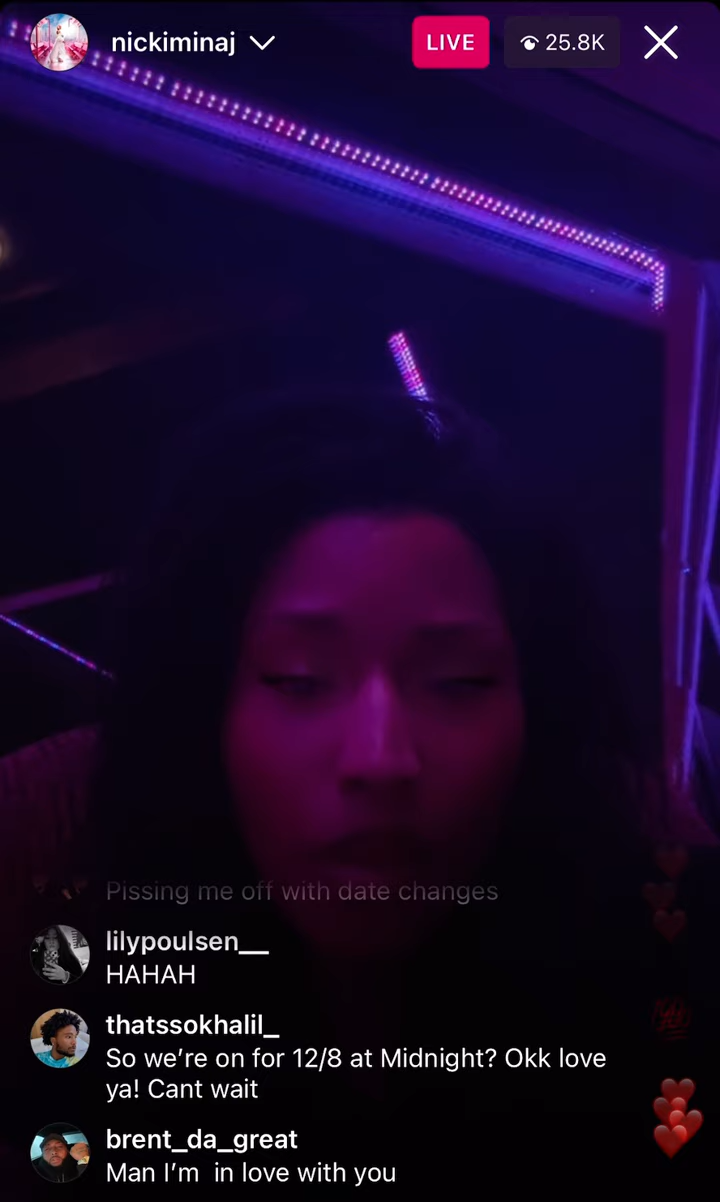 nickiminaj
LIVE
25.8K
Pissing me off with date changes
lilypoulsen__
HAHAH
thatssokhalil_
So we’re on for 12/8 at Midnight? Okk love
ya! Cant wait
brent_da_great
Man I’m  in love with you